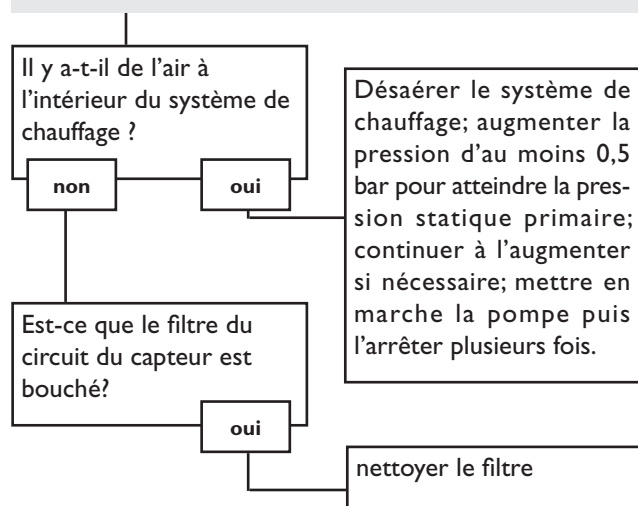 Il y a-t-il de l'air à
l'intérieur du système de
chauffage ?
non
oui
Désaérer le système de
chauffage; augmenter la
pression d'au moins 0,5
bar pour atteindre la pres-
sion statique primaire;
continuer à l'augmenter
si nécessaire; mettre en
marche la pompe puis
l'arrêter plusieurs fois.
Est-ce que le filtre du
circuit du capteur est
bouché?
oui
nettoyer le filtre